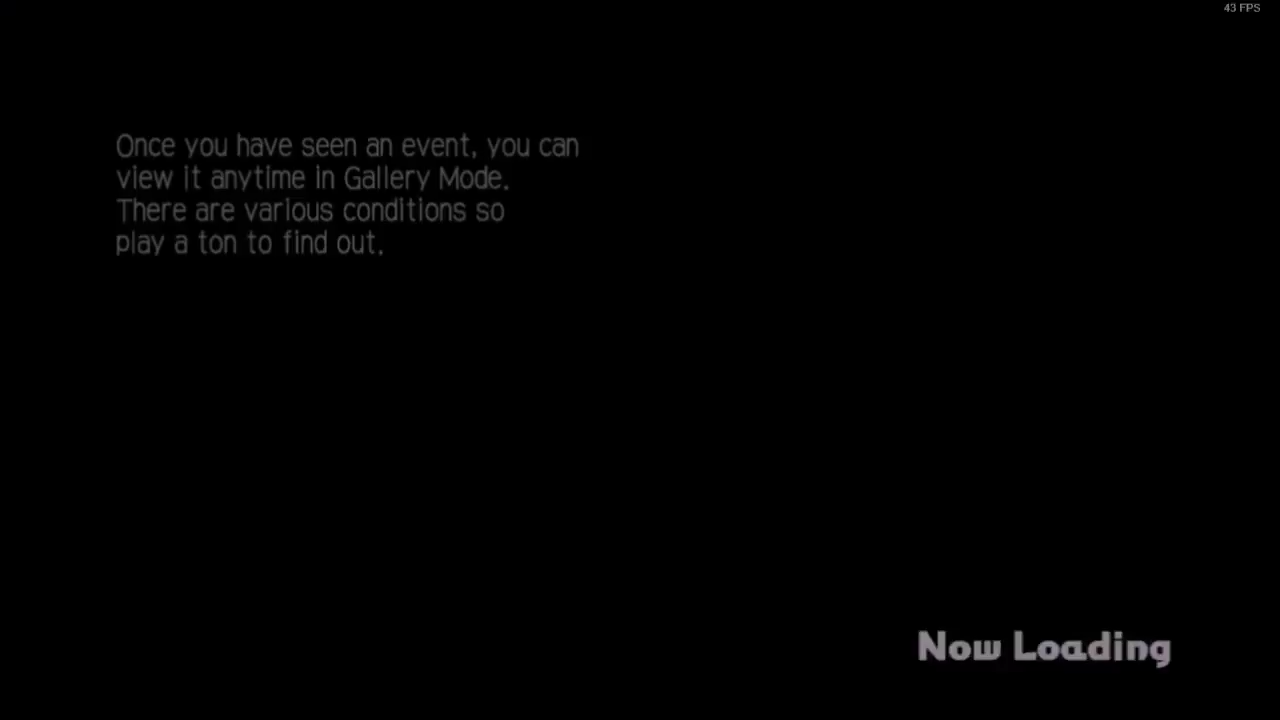 43 FPS
Once you have seen an event, you can
view it anytime in Gallery Mode.
There are various conditions so
play a ton to find out.
Now Loading